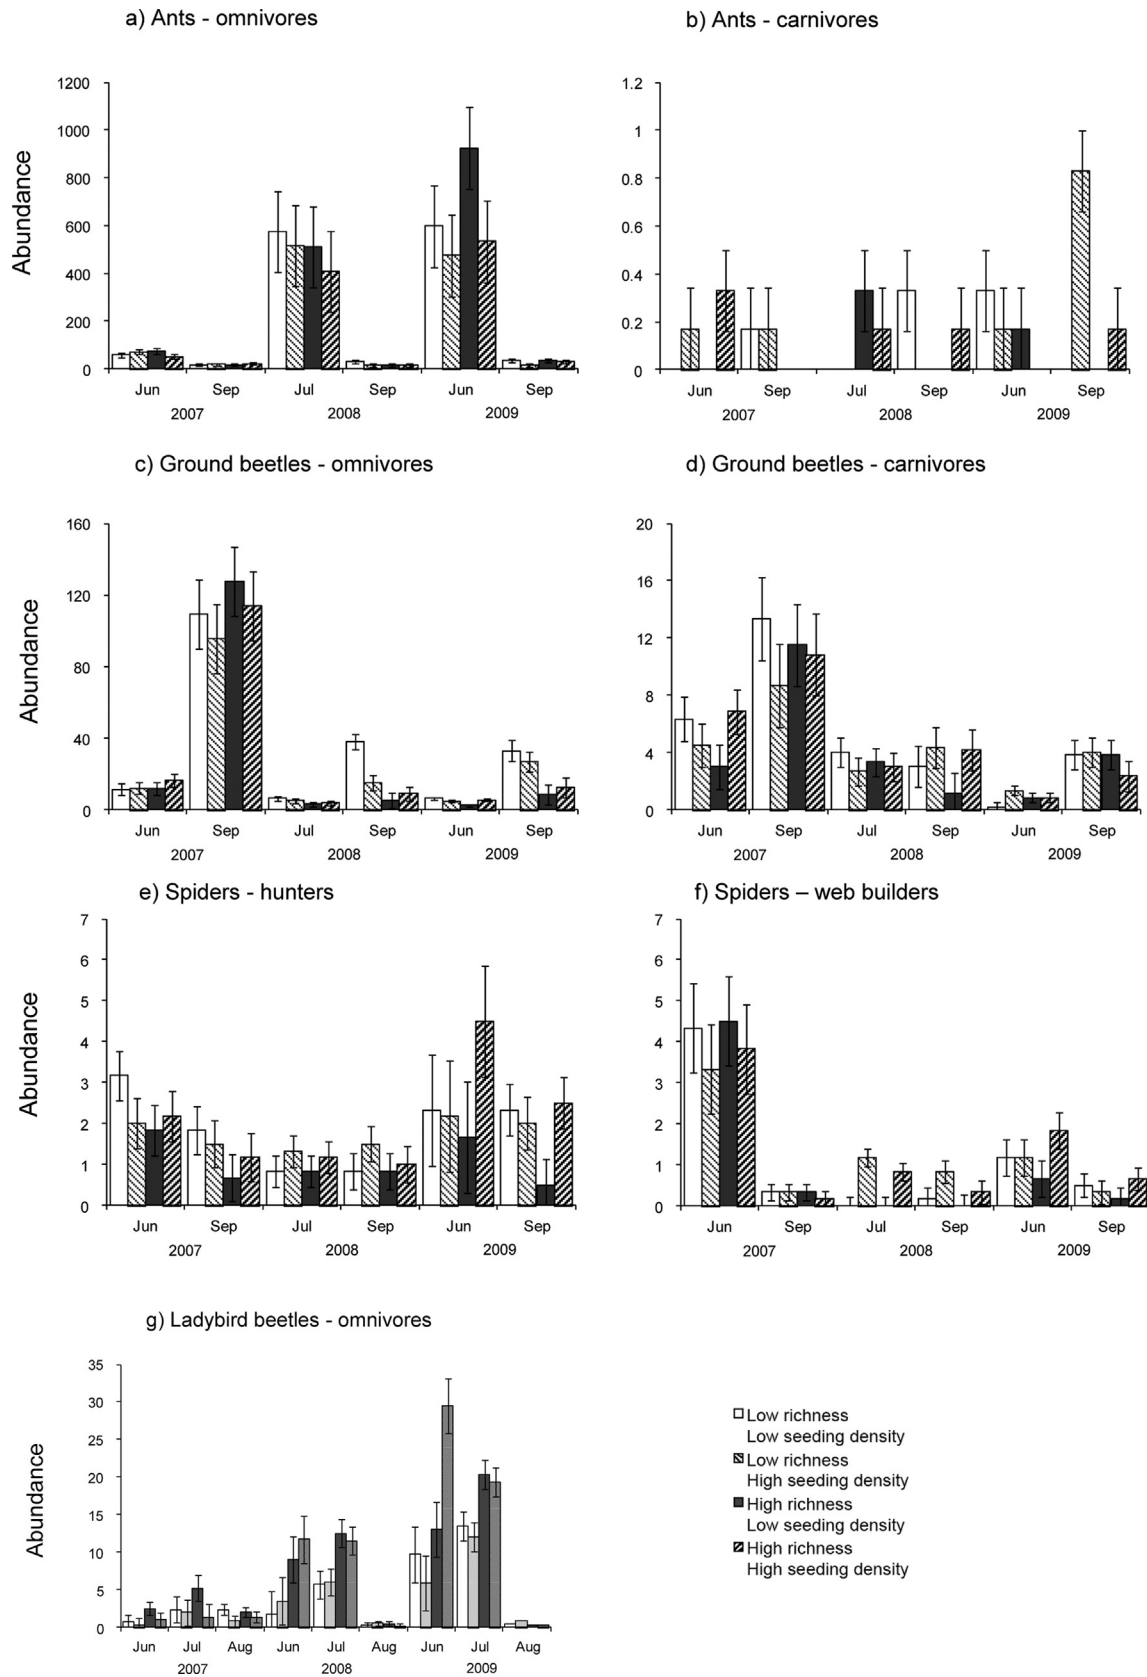 a) Ants - omnivores
b) Ants - carnivores
Abundance
1200
1000
800
600
400
200
0
Jun Sep Jul Sep Jun Sep
2007 2008 2009
1.2
1
0.8
0.6
0.4
0.2
0
Jun Sep Jul Sep Jun Sep
2007 2008 2009
c) Ground beetles - omnivores
d) Ground beetles - carnivores
Abundance
160
120
80
40
0
Jun Sep Jul Sep Jun Sep
2007 2008 2009
20
16
12
8
4
0
Jun Sep Jul Sep Jun Sep
2007 2008 2009
e) Spiders - hunters
f) Spiders – web builders
Abundance
7
6
5
4
3
2
1
0
Jun Sep Jul Sep Jun Sep
2007 2008 2009
7
6
5
4
3
2
1
0
Jun Sep Jul Sep Jun Sep
2007 2008 2009
g) Ladybird beetles - omnivores
Abundance
35
30
25
20
15
10
5
0
Jun Jul Aug Jun Jul Aug Jun Jul Aug
2007 2008 2009
Low richness
Low seeding density
Low richness
High seeding density
High richness
Low seeding density
High richness
High seeding density